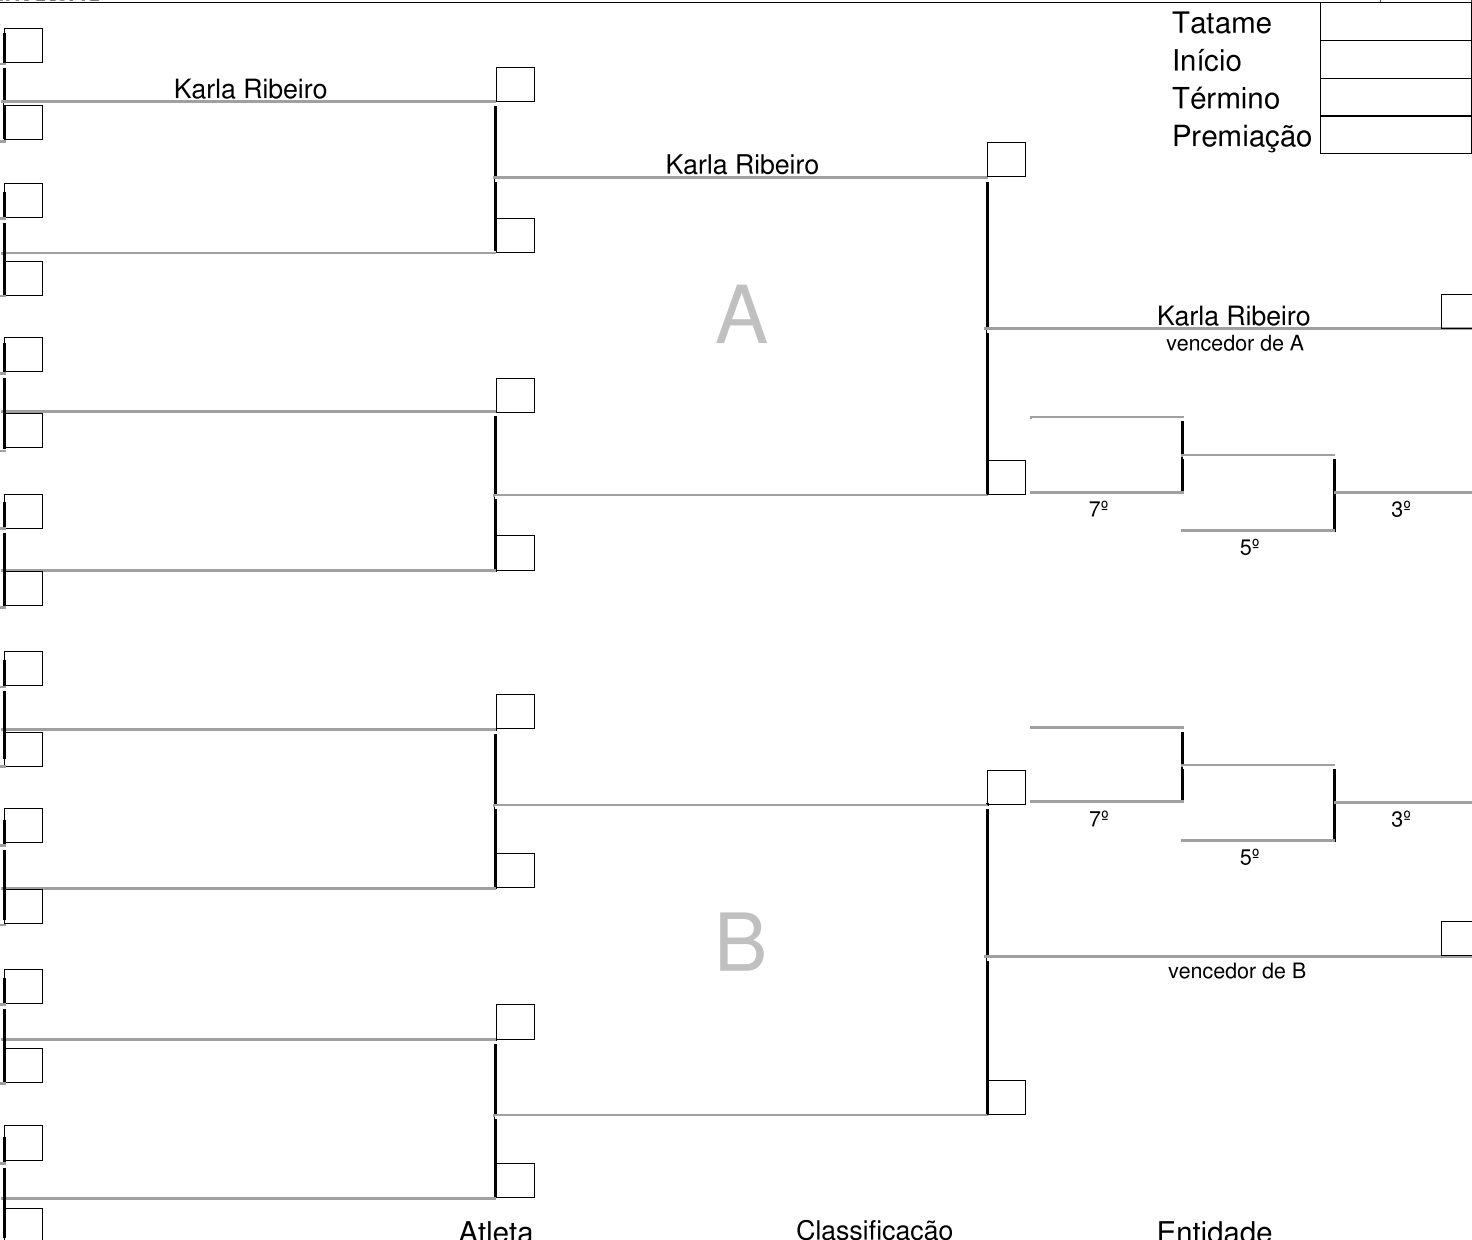 Tatame
Início
Karla Ribeiro
Término
Premiação
Karla Ribeiro
A
Karla Ribeiro
vencedor de A
7º
3º
5º
7º
3º
5º
B
vencedor de B
Atleta
Classificação
Entidade